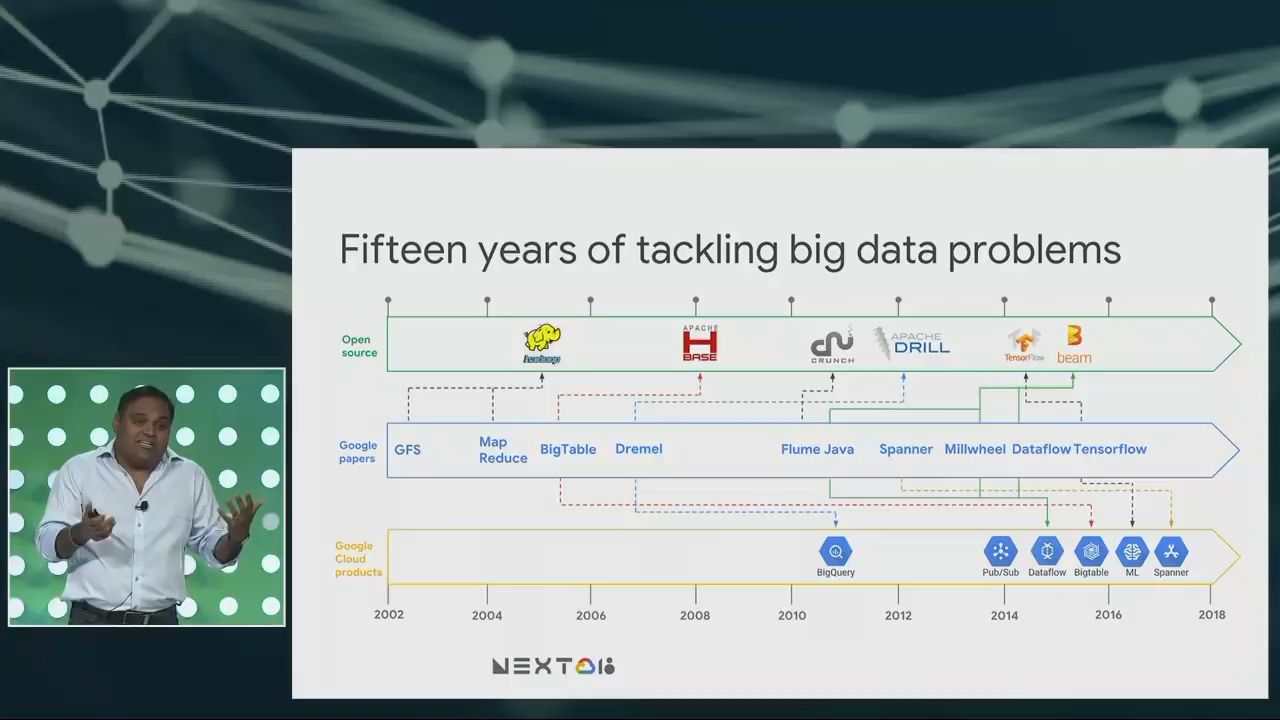 Fifteen years of tackling big data problems
Open
source
hadoop
APACHE
HBASE
CRUNCH
APACHE
DRILL
TensorFlow
beam
Google
papers
GFS
Map
Reduce
BigTable
Dremel
Flume Java
Spanner
Millwheel
Dataflow
Tensorflow
Google
Cloud
products
BigQuery
Pub/Sub
Dataflow
Bigtable
ML
Spanner
2002
2004
2006
2008
2010
2012
2014
2016
2018
NEXT 18